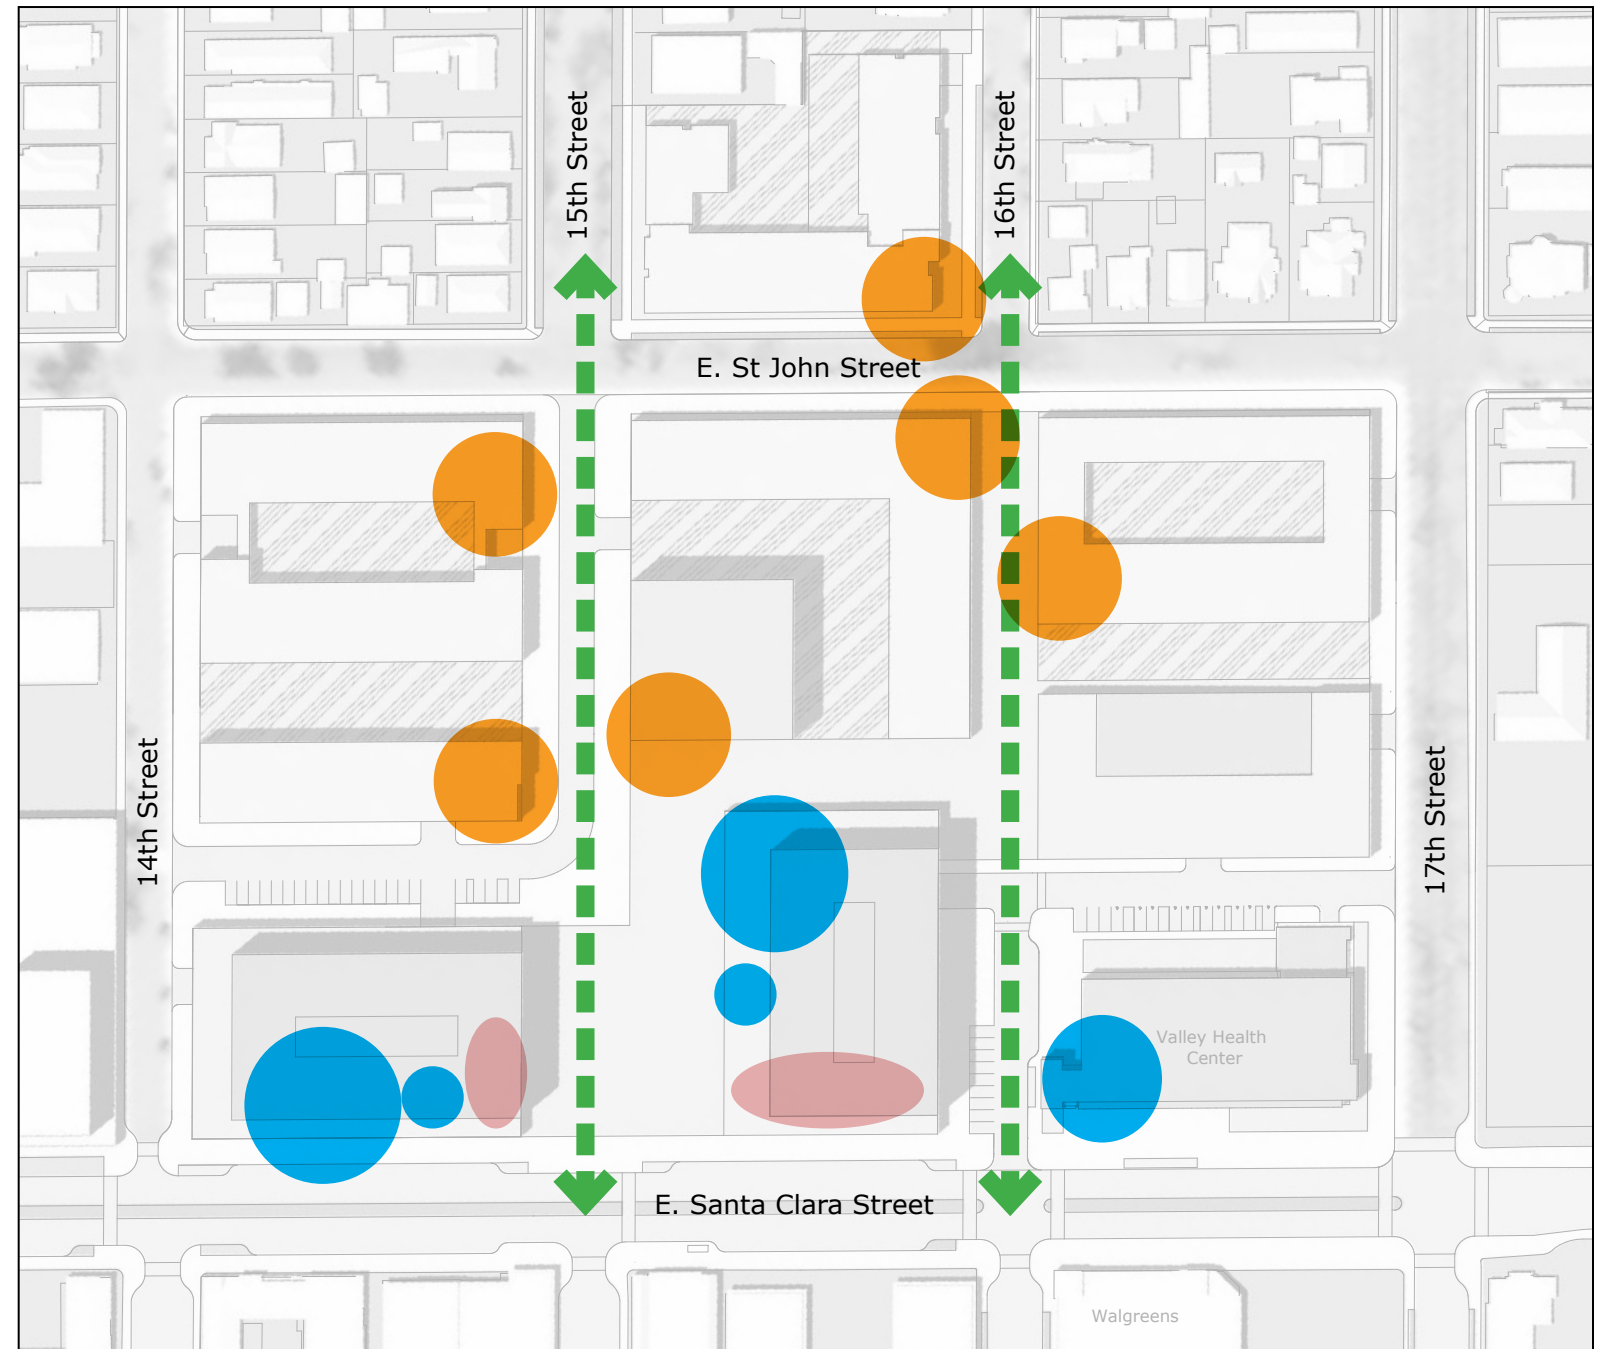 15th Street
16th Street
E. St John Street
14th Street
17th Street
Valley Health
Center
E. Santa Clara Street
Walgreens